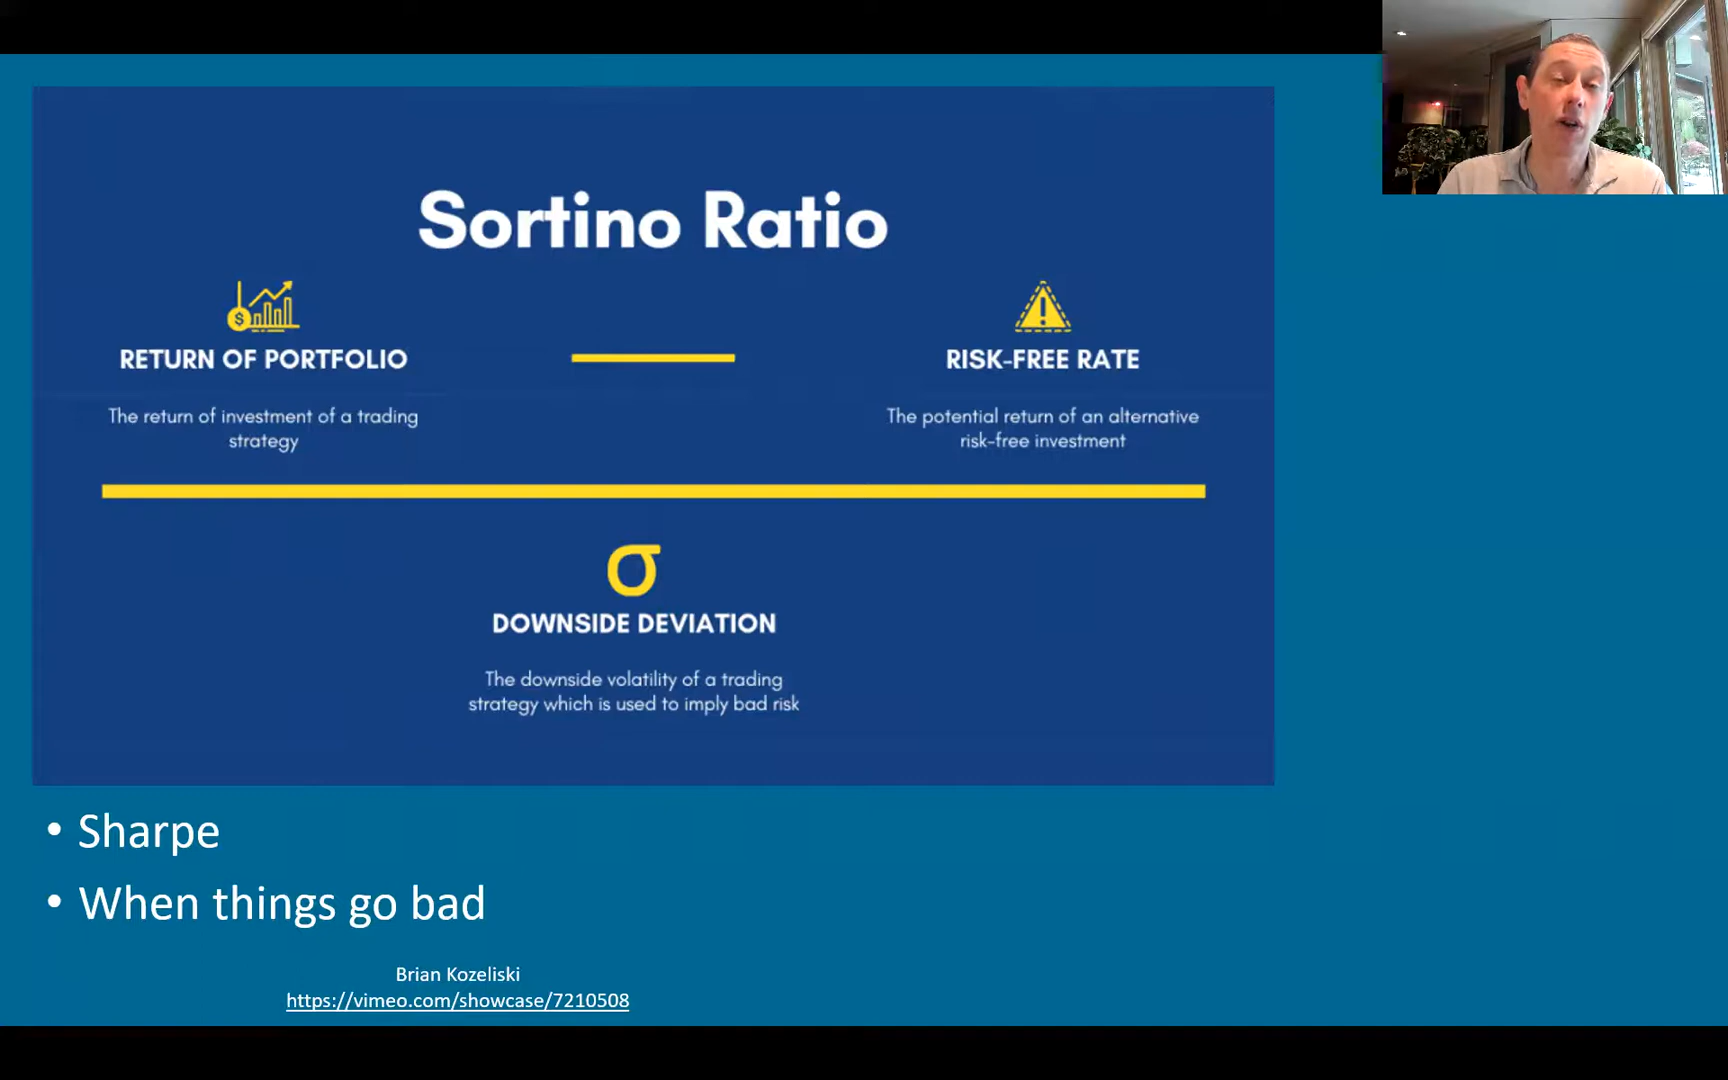 Sortino Ratio
$
RETURN OF PORTFOLIO
RISK-FREE RATE
The return of investment of a trading
strategy
The potential return of an alternative
risk-free investment
σ
DOWNSIDE DEVIATION
The downside volatility of a trading
strategy which is used to imply bad risk
• Sharpe
• When things go bad
Brian Kozeliski
https://vimeo.com/showcase/7210508